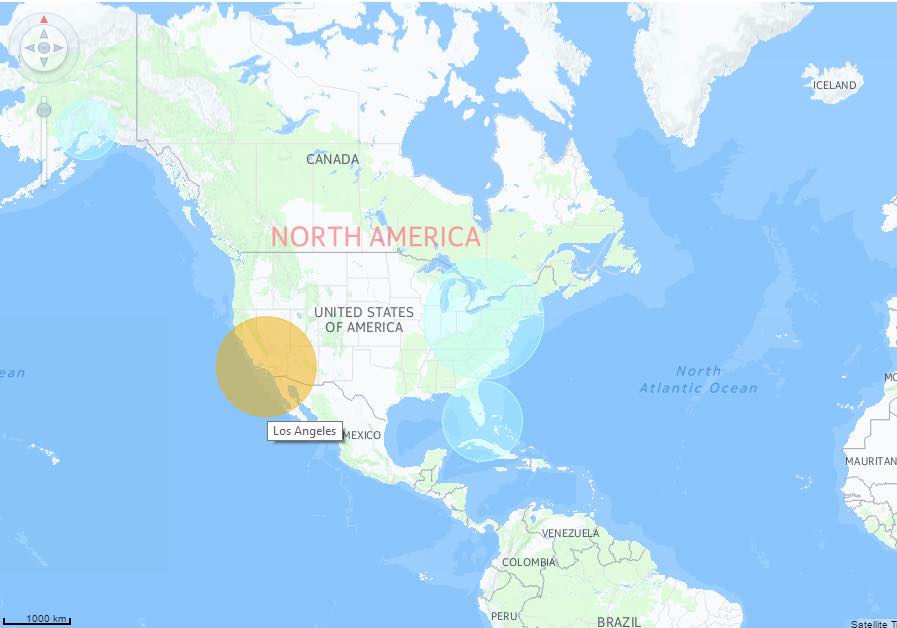 ICELAND
CANADA
NORTH AMERICA
UNITED STATES
OF AMERICA
North
Atlantic Ocean
ean
MO
Los Angeles
MEXICO
MAURITAN
VENEZUELA
COLOMBIA
PERU
BRAZIL
1000 km
Satellite T